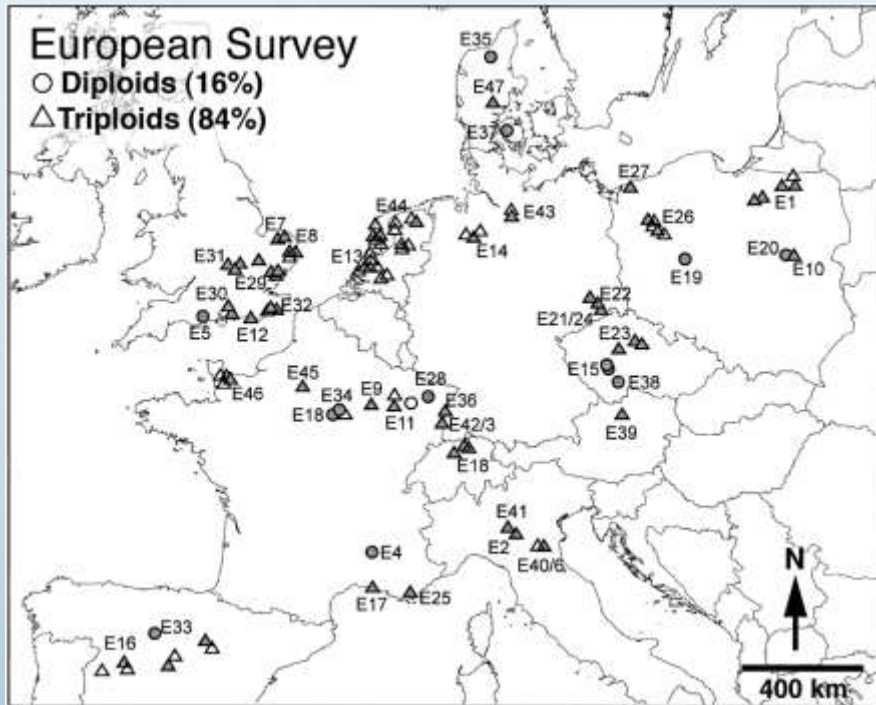 European Survey
Diploids (16%)
Triploids (84%)
E35
E47
E37
E27
E1
E44
E43
E26
E7
E8
E14
E13
E31
E20
E19
E10
E29
E22
E30
E32
E21/24
E5
E12
E23
E15
E46
E45
E28
E38
E34
E9
E36
E18
E11
E39
E42/3
E18
E41
E2
E4
E40/6
N
E17
E25
E33
E16
400 km